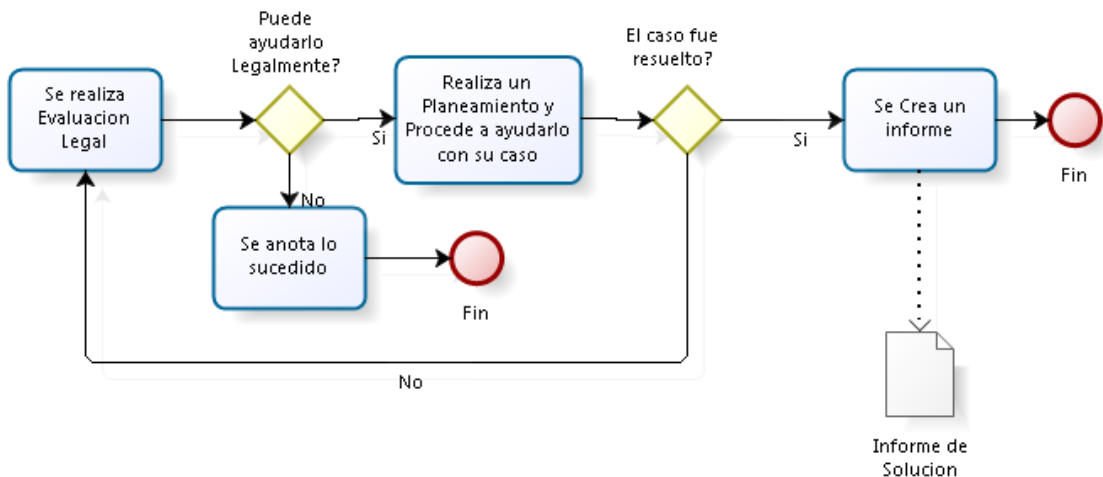 Se realiza
Evaluacion
Legal
Puede
ayudarlo
Legalmente?
Si
No
Realiza un
Planeamiento y
Procede a ayudarlo
con su caso
El caso fue
resuelto?
Si
Se Crea un
informe
Fin
Se anota lo
sucedido
Fin
No
Informe de
Solucion